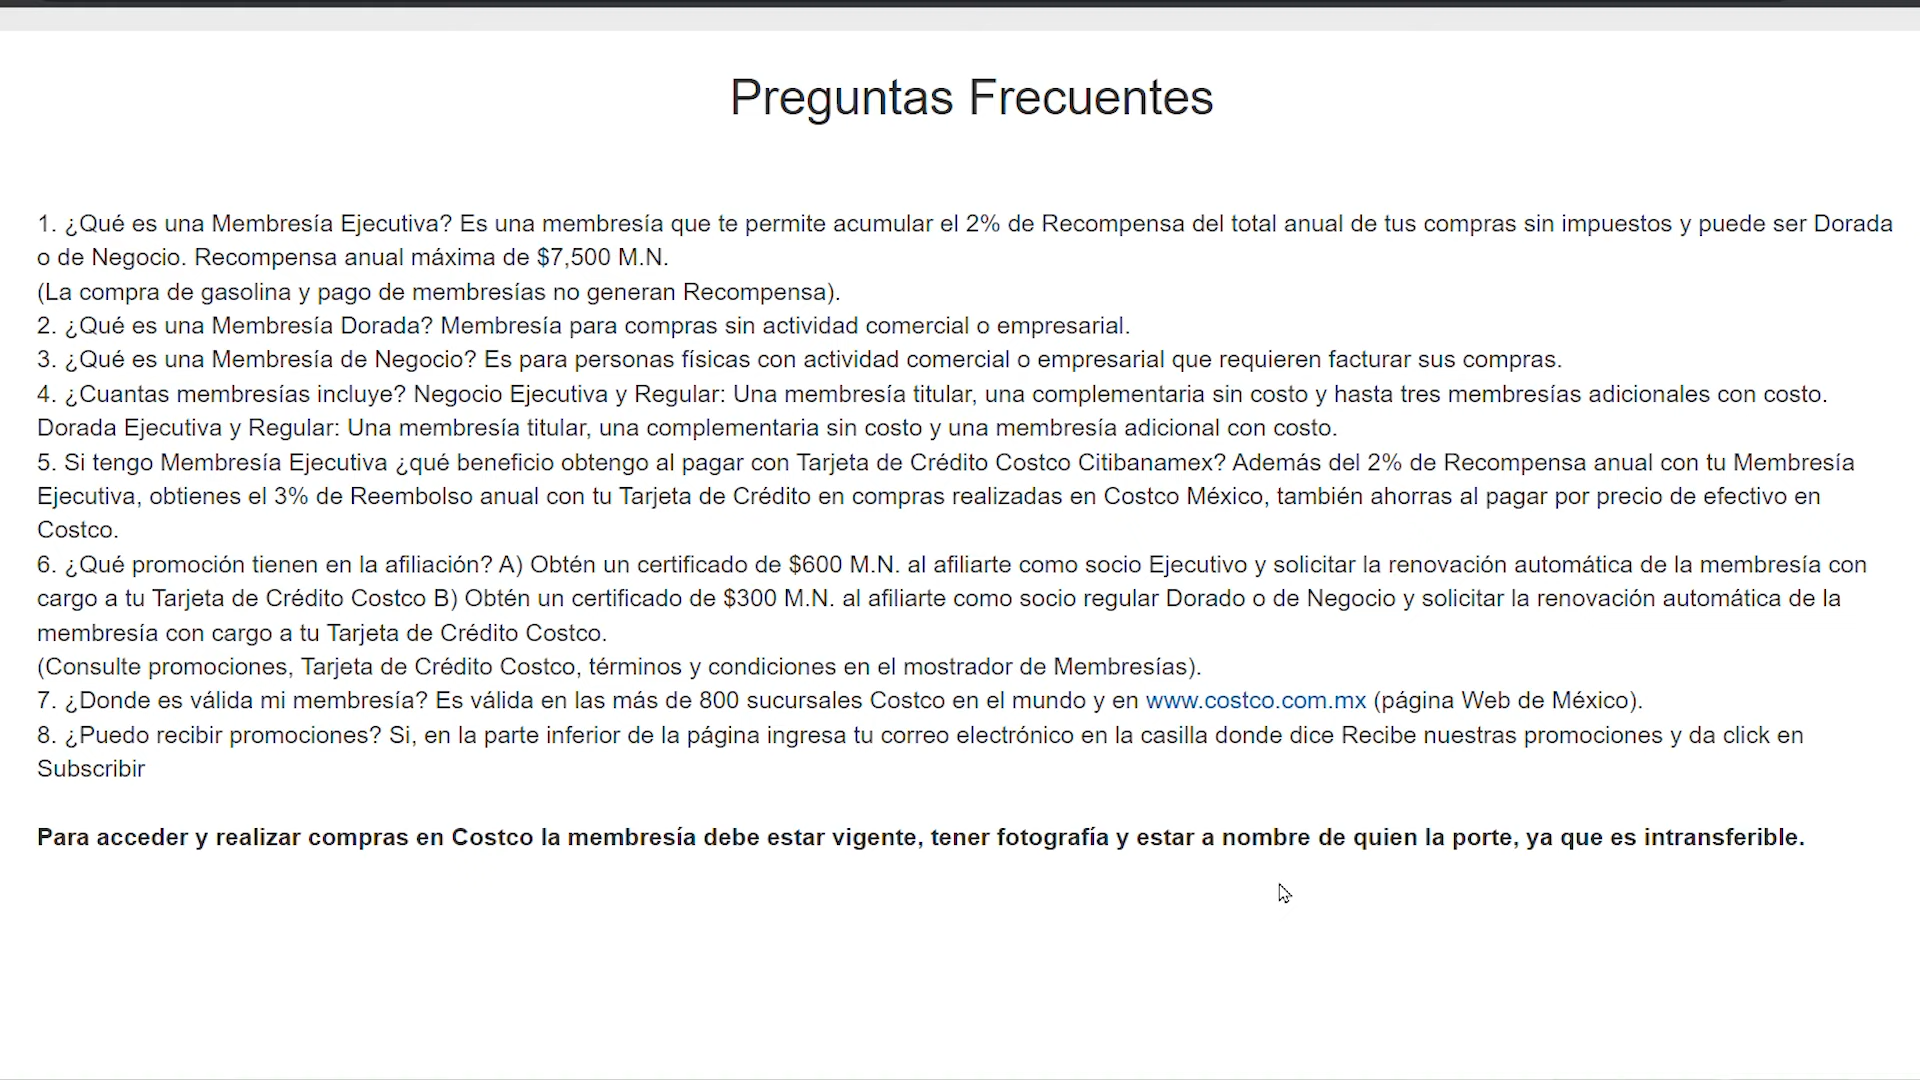 Preguntas Frecuentes
1. ¿Qué es una Membresía Ejecutiva? Es una membresía que te permite acumular el 2% de Recompensa del total anual de tus compras sin impuestos y puede ser Dorada
o de Negocio. Recompensa anual máxima de $7,500 M.N.
(La compra de gasolina y pago de membresías no generan Recompensa).
2. ¿Qué es una Membresía Dorada? Membresía para compras sin actividad comercial o empresarial.
3. ¿Qué es una Membresía de Negocio? Es para personas físicas con actividad comercial o empresarial que requieren facturar sus compras.
4. ¿Cuantas membresías incluye? Negocio Ejecutiva y Regular: Una membresía titular, una complementaria sin costo y hasta tres membresías adicionales con costo.
Dorada Ejecutiva y Regular: Una membresía titular, una complementaria sin costo y una membresía adicional con costo.
5. Si tengo Membresía Ejecutiva ¿qué beneficio obtengo al pagar con Tarjeta de Crédito Costco Citibanamex? Además del 2% de Recompensa anual con tu Membresía
Ejecutiva, obtienes el 3% de Reembolso anual con tu Tarjeta de Crédito en compras realizadas en Costco México, también ahorras al pagar por precio de efectivo en
Costco.
6. ¿Qué promoción tienen en la afiliación? A) Obtén un certificado de $600 M.N. al afiliarte como socio Ejecutivo y solicitar la renovación automática de la membresía con
cargo a tu Tarjeta de Crédito Costco B) Obtén un certificado de $300 M.N. al afiliarte como socio regular Dorado o de Negocio y solicitar la renovación automática de la
membresía con cargo a tu Tarjeta de Crédito Costco.
(Consulte promociones, Tarjeta de Crédito Costco, términos y condiciones en el mostrador de Membresías).
7. ¿Donde es válida mi membresía? Es válida en las más de 800 sucursales Costco en el mundo y en www.costco.com.mx (página Web de México).
8. ¿Puedo recibir promociones? Si, en la parte inferior de la página ingresa tu correo electrónico en la casilla donde dice Recibe nuestras promociones y da click en
Subscribir
Para acceder y realizar compras en Costco la membresía debe estar vigente, tener fotografía y estar a nombre de quien la porte, ya que es intransferible.